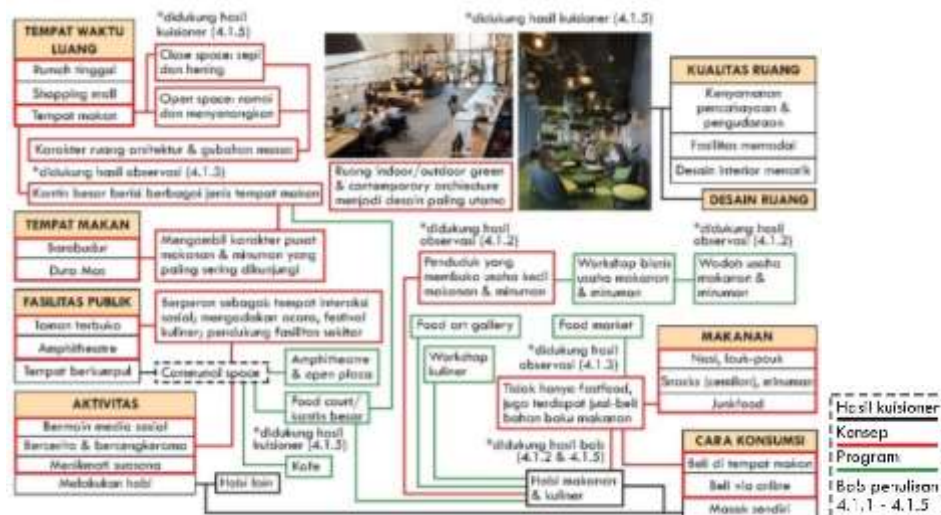 TEMPAT WAKTU
LUANG
Rumah tinggal
Shopping mall
Tempat makan
*didukung hasil
kuisioner (4.1.5)
Close space: sepi
dan hening
Open space: ramai
dan menyenangkan
Karakter ruang arsitektur & gubahan massa
*didukung hasil observasi (4.1.3)
Kantin besar berisi berbagai jenis tempat makan
*didukung hasil kuisioner (4.1.5)
Ruang indoor/outdoor green
& contemporary architecture
menjadi desain paling utama
KUALITAS RUANG
Kenyamanan
pencahayaan &
pengudaraan
Fasilitas memadai
Desain interior menarik
DESAIN RUANG
TEMPAT MAKAN
Borobudur
Duta Mas
Mengambil karakter pusat
makanan & minuman yang
paling sering dikunjungi
*didukung hasil
observasi (4.1.2)
Penduduk yang
membuka usaha kecil
makanan & minuman
Workshop bisnis
usaha makanan
& minuman
*didukung hasil
observasi (4.1.2)
Wadah usaha
makanan &
minuman
FASILITAS PUBLIK
Taman terbuka
Amphitheatre
Tempat berkumpul
Berperan sebagai tempat interaksi
sosial; mengadakan acara, festival
kuliner; pendukung fasilitas sekitar
Communal space
Amphitheatre
& open plaza
Food court/
kantin besar
*didukung hasil
kuisioner (4.1.5)
Kafe
Food art gallery
Workshop
kuliner
Food market
*didukung hasil
observasi (4.1.3)
Tidak hanya fastfood,
juga terdapat jual-beli
bahan baku makanan
*didukung hasil bab
(4.1.2 & 4.1.5)
Hobi makanan
& kuliner
MAKANAN
Nasi, lauk-pauk
Snacks (cemilan), minuman
Junkfood
AKTIVITAS
Bermain media sosial
Bercerita & bercengkerama
Menikmati suasana
Melakukan hobi
Hobi lain
CARA KONSUMSI
Beli di tempat makan
Beli via online
Masak sendiri
Hasil kuisioner
Konsep
Program
Bab penulisan
4.1.1 - 4.1.5